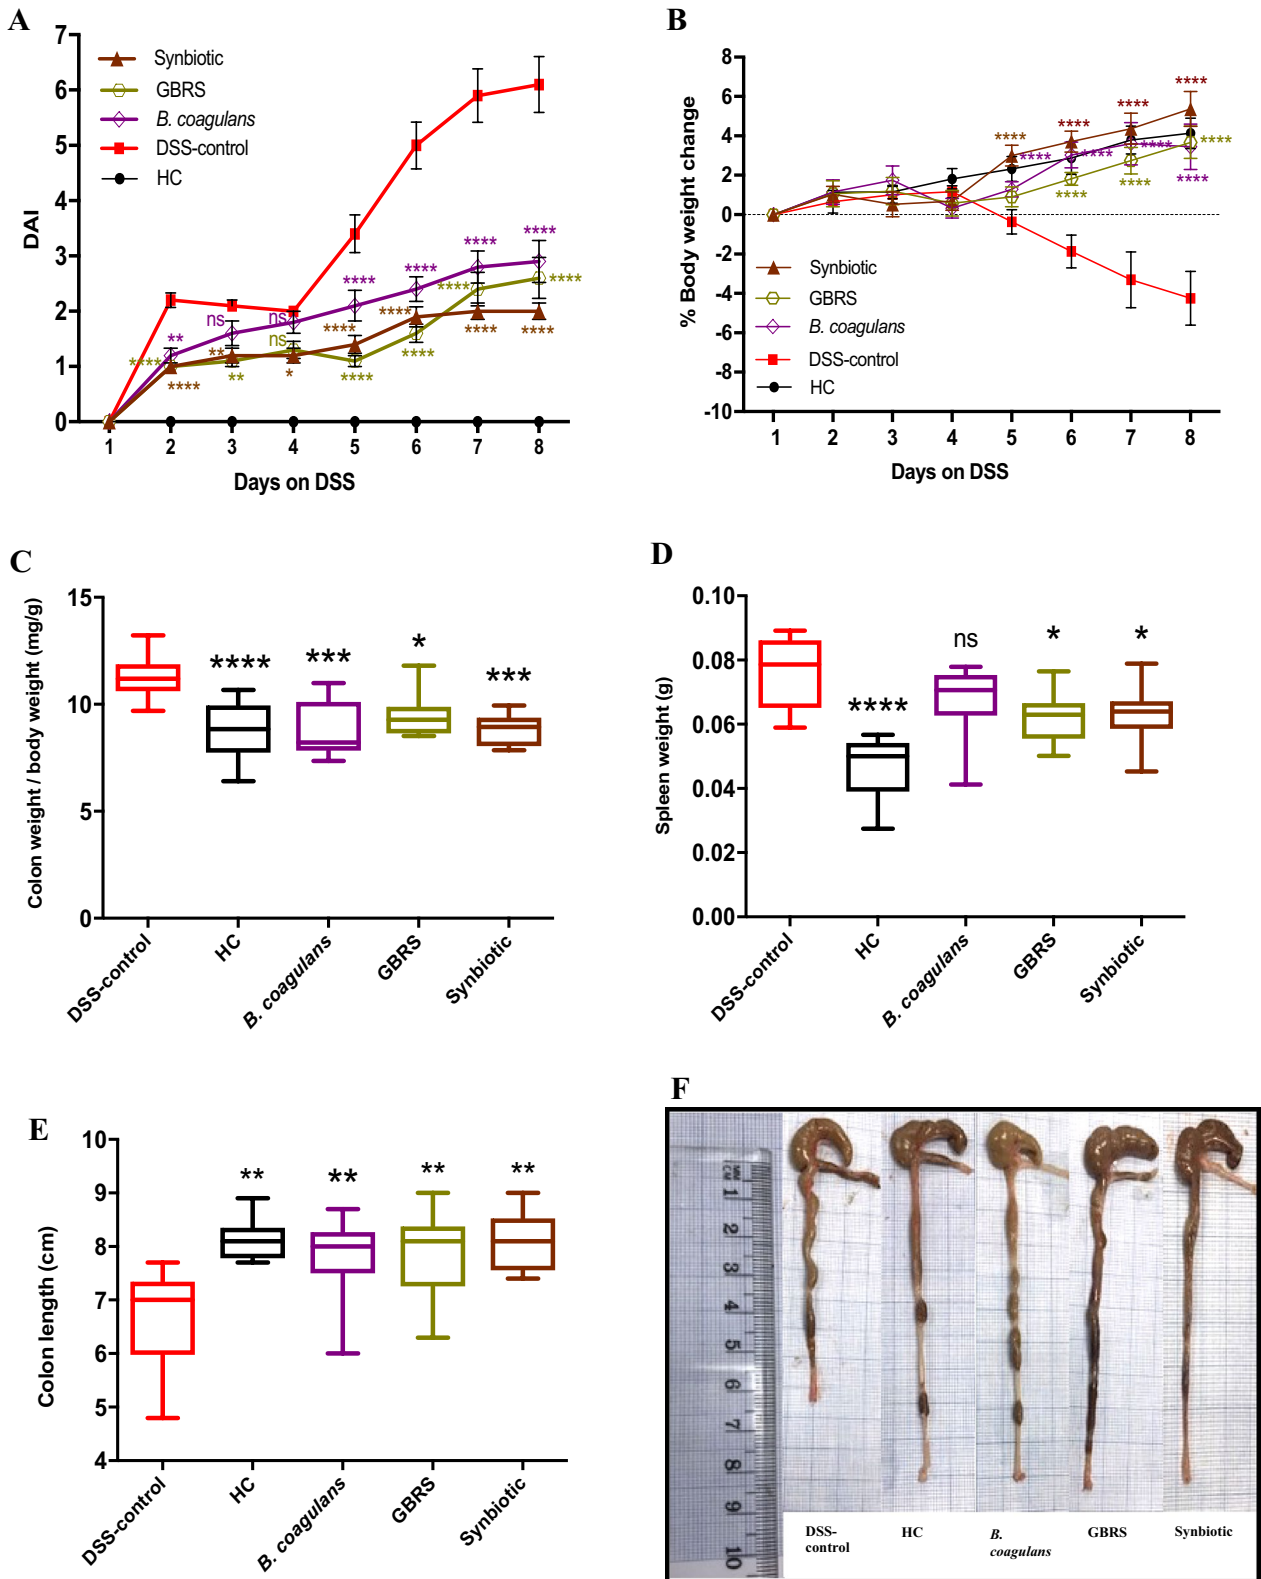 A
7
6
5
4
3
2
1
0
DAI
Synbiotic
GBRS
B. coagulans
DSS-control
HC
**** **** **** ****
**** **** ****
** ns ns **** **** ****
**** ** ns **** ****
**** ** * **** ****
1 2 3 4 5 6 7 8
Days on DSS
B
8
6
4
2
0
-2
-4
-6
-8
-10
% Body weight change
**** **** **** ****
**** **** **** ****
**** **** ****
Synbiotic
GBRS
B. coagulans
DSS-control
HC
1 2 3 4 5 6 7 8
Days on DSS
C
15
10
5
0
Colon weight / body weight (mg/g)
**** *** * ***
DSS-control
HC
B. coagulans
GBRS
Synbiotic
D
0.10
0.08
0.06
0.04
0.02
0.00
Spleen weight (g)
**** ns * *
DSS-control
HC
B. coagulans
GBRS
Synbiotic
E
10
9
8
7
6
5
4
Colon length (cm)
** ** ** **
DSS-control
HC
B. coagulans
GBRS
Synbiotic
F
MM
CM
1
2
3
4
5
6
7
8
9
10
DSS-
control
HC
B.
coagulans
GBRS
Synbiotic